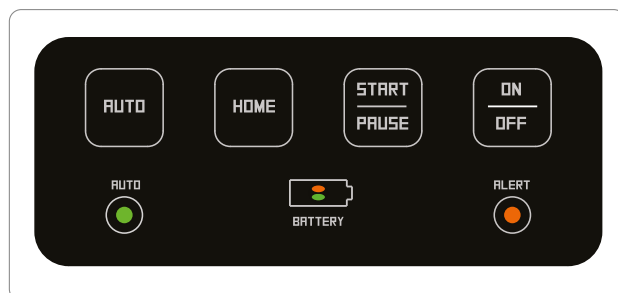 AUTO
HOME
START
PAUSE
ON
OFF
AUTO
BATTERY
ALERT